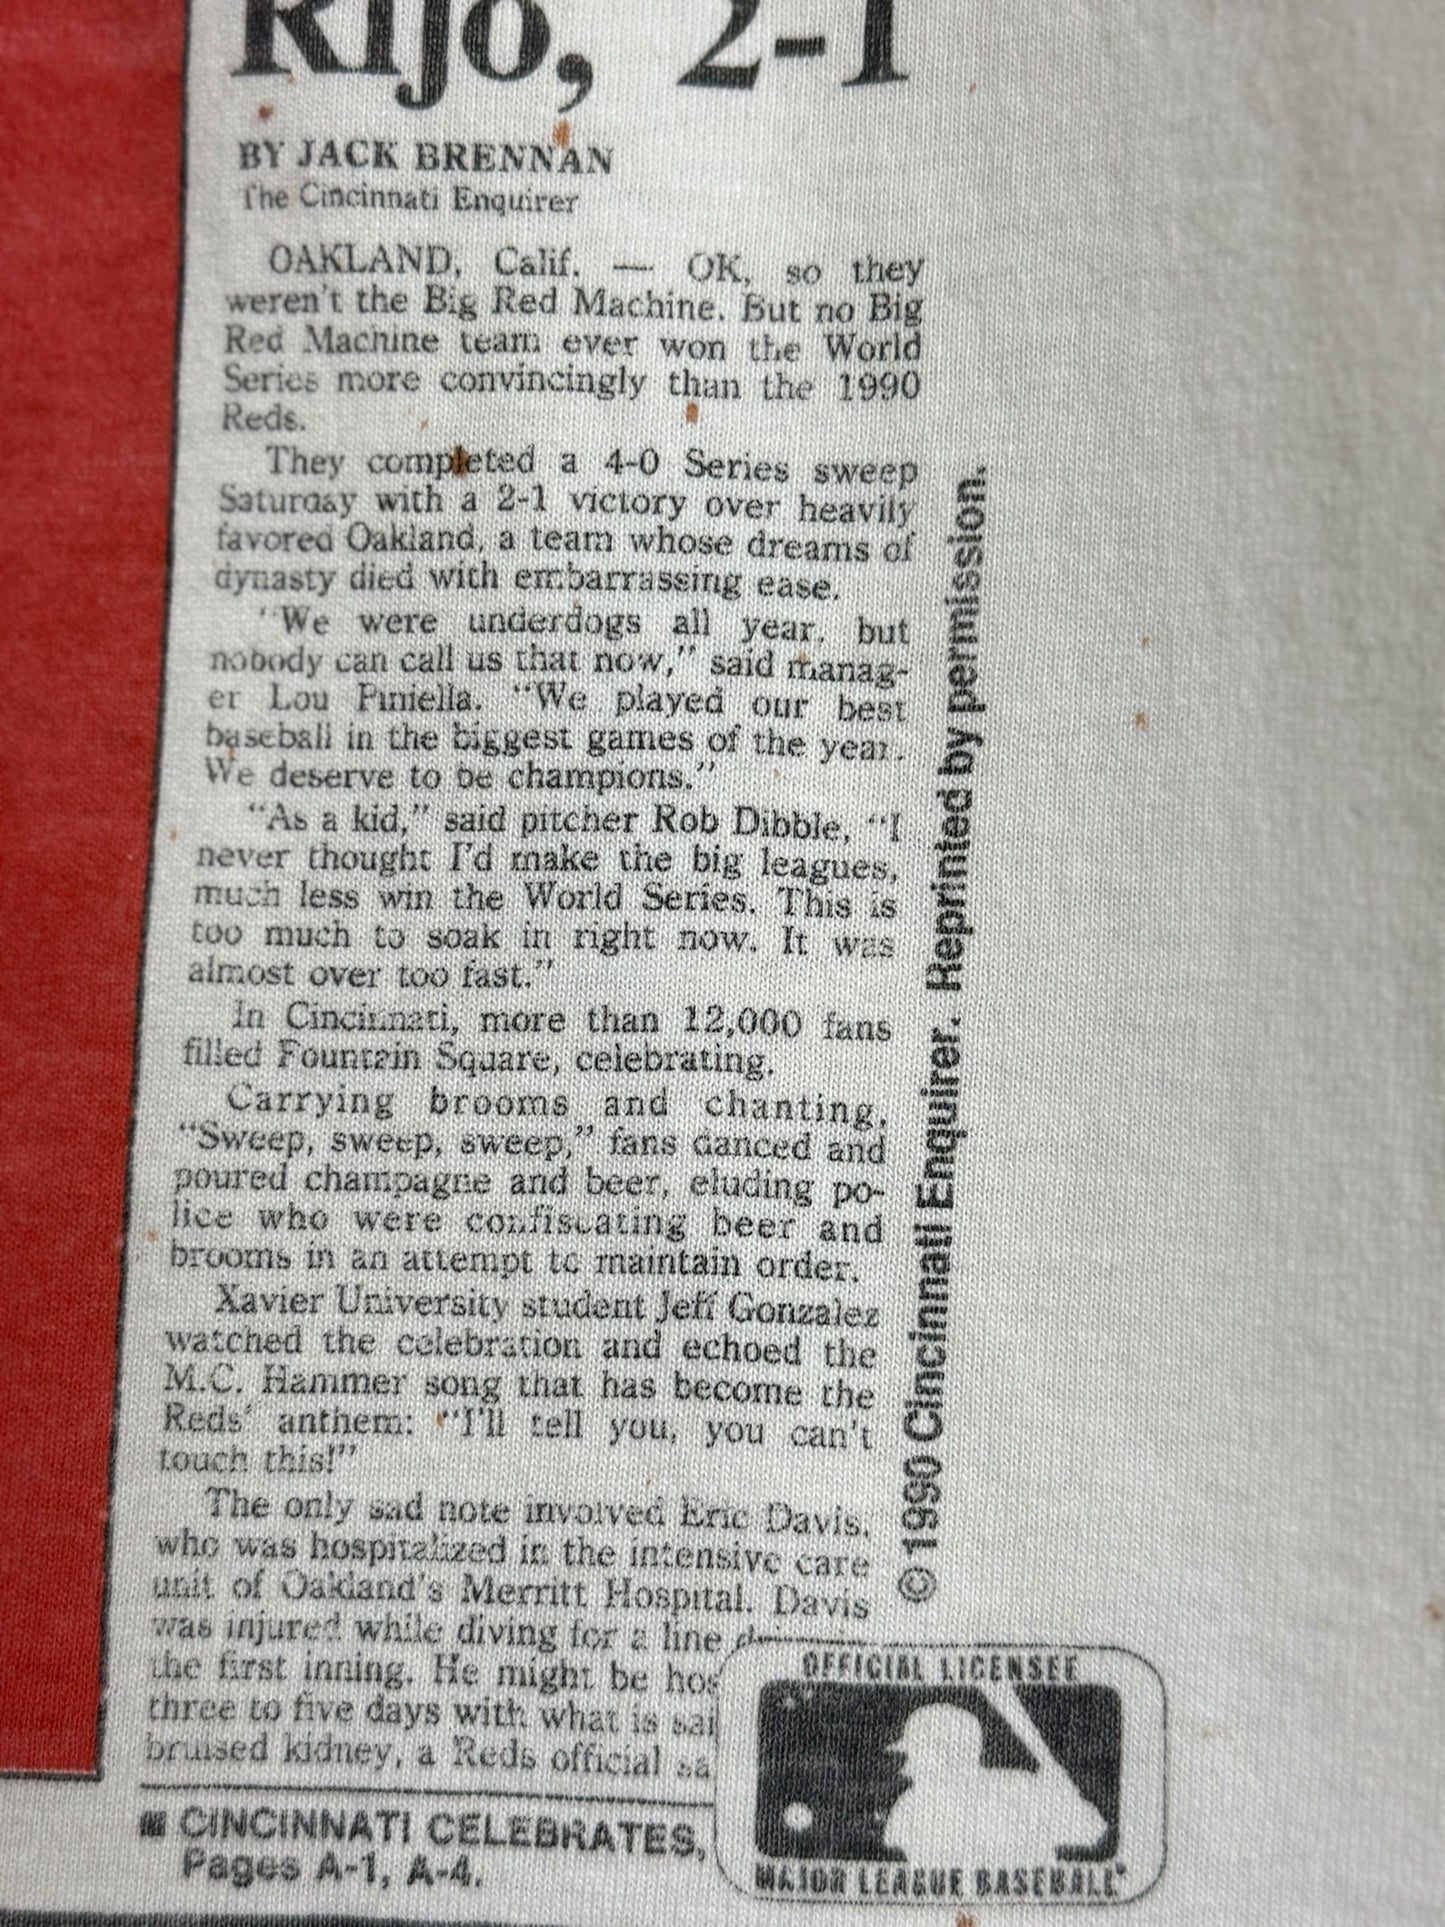 Rijo, 2-1
BY JACK BRENNAN
The Cincinnati Enquirer
OAKLAND, Calif. — OK, so they
weren't the Big Red Machine. But no Big
Red Machine team ever won the World
Series more convincingly than the 1990
Reds.
They completed a 4-0 Series sweep
Saturday with a 2-1 victory over heavily
favored Oakland, a team whose dreams of
dynasty died with embarrassing ease.
"We were underdogs all year, but
nobody can call us that now," said manag-
er Lou Piniella. "We played our best
baseball in the biggest games of the year.
We deserve to be champions."
"As a kid," said pitcher Rob Dibble, "I
never thought I'd make the big leagues,
much less win the World Series. This is
too much to soak in right now. It was
almost over too fast."
In Cincinnati, more than 12,000 fans
filled Fountain Square, celebrating.
Carrying brooms and chanting,
"Sweep, sweep, sweep," fans danced and
poured champagne and beer, eluding po-
lice who were confiscating beer and
brooms in an attempt to maintain order.
Xavier University student Jeff Gonzalez
watched the celebration and echoed the
M.C. Hammer song that has become the
Reds' anthem: "I'll tell you, you can't
touch this!"
The only sad note involved Eric Davis,
who was hospitalized in the intensive care
unit of Oakland's Merritt Hospital. Davis
was injured while diving for a line
the first inning. He might be hos
three to five days with what is sai
bruised kidney, a Reds official sa
■ CINCINNATI CELEBRATES,
Pages A-1, A-4.
© 1990 Cincinnati Enquirer. Reprinted by permission.
OFFICIAL LICENSEE
MAJOR LEAGUE BASEBALL